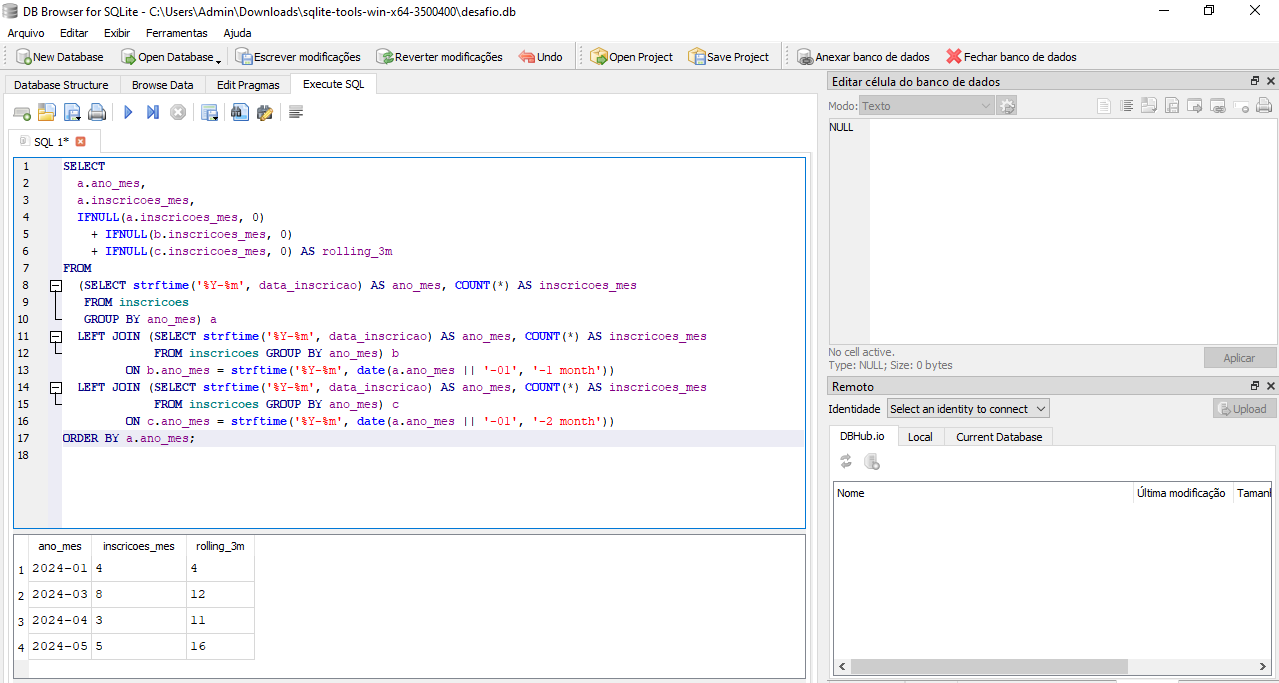 DB Browser for SQLite - C:\Users\Admin\Downloads\sqlite-tools-win-x64-3500400\desafio.db
Arquivo Editar Exibir Ferramentas Ajuda
New Database Open Database Escrever modificações Reverter modificações Undo Open Project Save Project Anexar banco de dados Fechar banco de dados
Database Structure Browse Data Edit Pragmas Execute SQL
SQL 1*
1 SELECT
2 a.ano_mes,
3 a.inscricoes_mes,
4 IFNULL(a.inscricoes_mes, 0)
5 + IFNULL(b.inscricoes_mes, 0)
6 + IFNULL(c.inscricoes_mes, 0) AS rolling_3m
7 FROM
8 (SELECT strftime('%Y-%m', data_inscricao) AS ano_mes, COUNT(*) AS inscricoes_mes
9 FROM inscricoes
10 GROUP BY ano_mes) a
11 LEFT JOIN (SELECT strftime('%Y-%m', data_inscricao) AS ano_mes, COUNT(*) AS inscricoes_mes
12 FROM inscricoes GROUP BY ano_mes) b
13 ON b.ano_mes = strftime('%Y-%m', date(a.ano_mes || '-01', '-1 month'))
14 LEFT JOIN (SELECT strftime('%Y-%m', data_inscricao) AS ano_mes, COUNT(*) AS inscricoes_mes
15 FROM inscricoes GROUP BY ano_mes) c
16 ON c.ano_mes = strftime('%Y-%m', date(a.ano_mes || '-01', '-2 month'))
17 ORDER BY a.ano_mes;
18
ano_mes inscricoes_mes rolling_3m
1 2024-01 4 4
2 2024-03 8 12
3 2024-04 3 11
4 2024-05 5 16
Editar célula do banco de dados
Modo: Texto
NULL
No cell active.
Type: NULL; Size: 0 bytes
Aplicar
Remoto
Identidade Select an identity to connect Upload
DBHub.io Local Current Database
Nome Última modificação